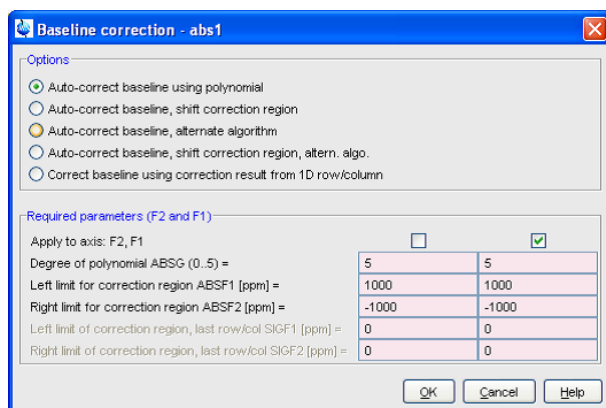 Baseline correction - abs1
Options
Auto-correct baseline using polynomial
Auto-correct baseline, shift correction region
Auto-correct baseline, alternate algorithm
Auto-correct baseline, shift correction region, altern. algo.
Correct baseline using correction result from 1D row/column
Required parameters (F2 and F1)
Apply to axis: F2, F1
Degree of polynomial ABSG (0..5) = 5 5
Left limit for correction region ABSF1 [ppm] = 1000 1000
Right limit for correction region ABSF2 [ppm] = -1000 -1000
Left limit of correction region, last row/col SIGF1 [ppm] = 0 0
Right limit of correction region, last row/col SIGF2 [ppm] = 0 0
OK Cancel Help